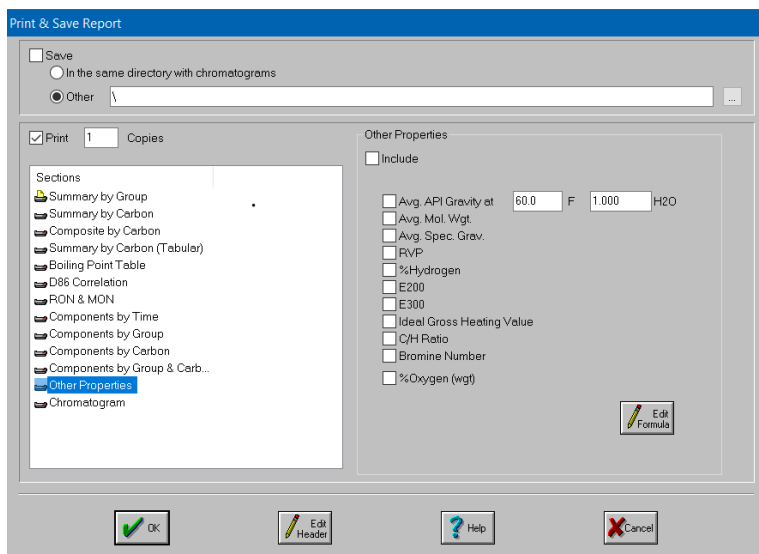 Print & Save Report
Save
In the same directory with chromatograms
Other \ ...
Print 1 Copies
Sections
Summary by Group
Summary by Carbon
Composite by Carbon
Summary by Carbon (Tabular)
Boiling Point Table
D86 Correlation
RON & MON
Components by Time
Components by Group
Components by Carbon
Components by Group & Carb...
Other Properties
Chromatogram
Other Properties
Include
Avg. API Gravity at 60.0 F 1.000 H2O
Avg. Mol. Wgt.
Avg. Spec. Grav.
RVP
%Hydrogen
E200
E300
Ideal Gross Heating Value
C/H Ratio
Bromine Number
%Oxygen (wgt)
Edit
Formula
OK
Edit
Header
Help
Cancel